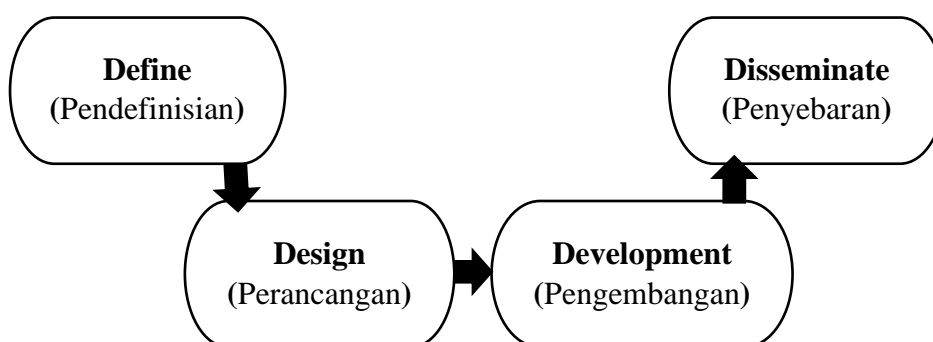 Define
(Pendefinisian)
Disseminate
(Penyebaran)
Design
(Perancangan)
Development
(Pengembangan)